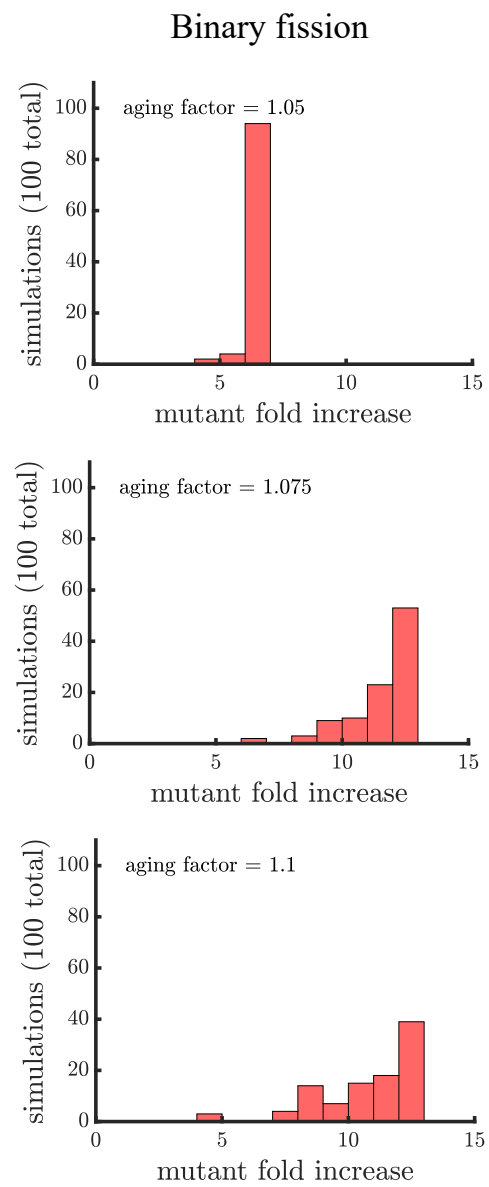 Binary fission
aging factor = 1.05
simulations (100 total)
100
80
60
40
20
0
0 5 10 15
mutant fold increase
aging factor = 1.075
simulations (100 total)
100
80
60
40
20
0
0 5 10 15
mutant fold increase
aging factor = 1.1
simulations (100 total)
100
80
60
40
20
0
0 5 10 15
mutant fold increase